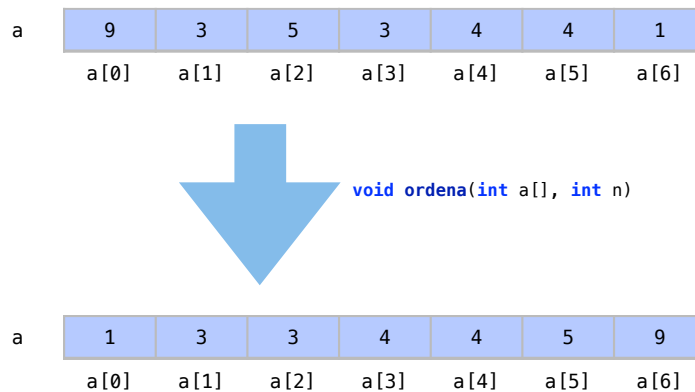 a 9 3 5 3 4 4 1
a[0] a[1] a[2] a[3] a[4] a[5] a[6]
void ordena(int a[], int n)
a 1 3 3 4 4 5 9
a[0] a[1] a[2] a[3] a[4] a[5] a[6]